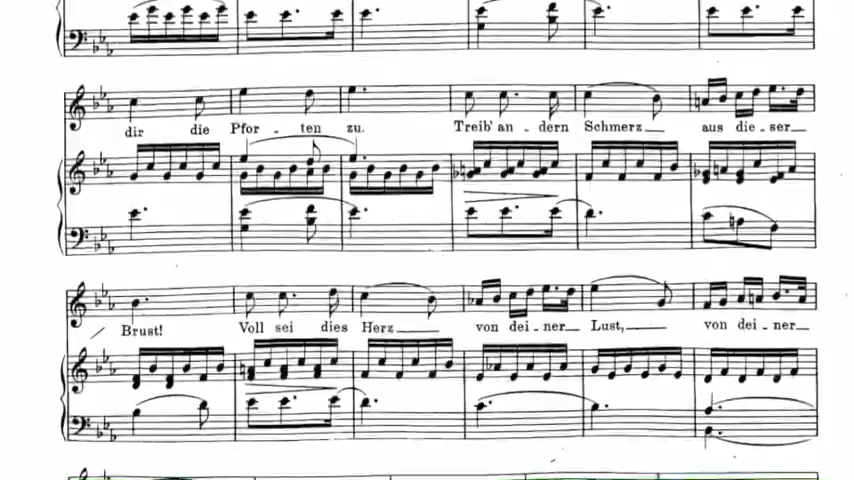 dir die Pfor - ten zu. Treib' an - dern Schmerz aus die - ser
Brust! Voll sei dies Herz von dei - ner Lust, von dei - ner